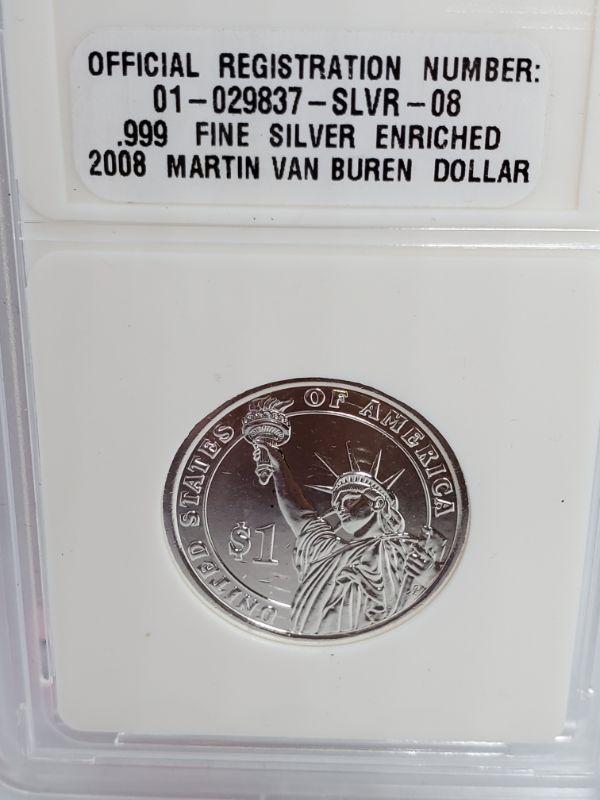 OFFICIAL REGISTRATION NUMBER:
01-029837-SLVR-08
.999 FINE SILVER ENRICHED
2008 MARTIN VAN BUREN DOLLAR
UNITED STATES OF AMERICA
$1